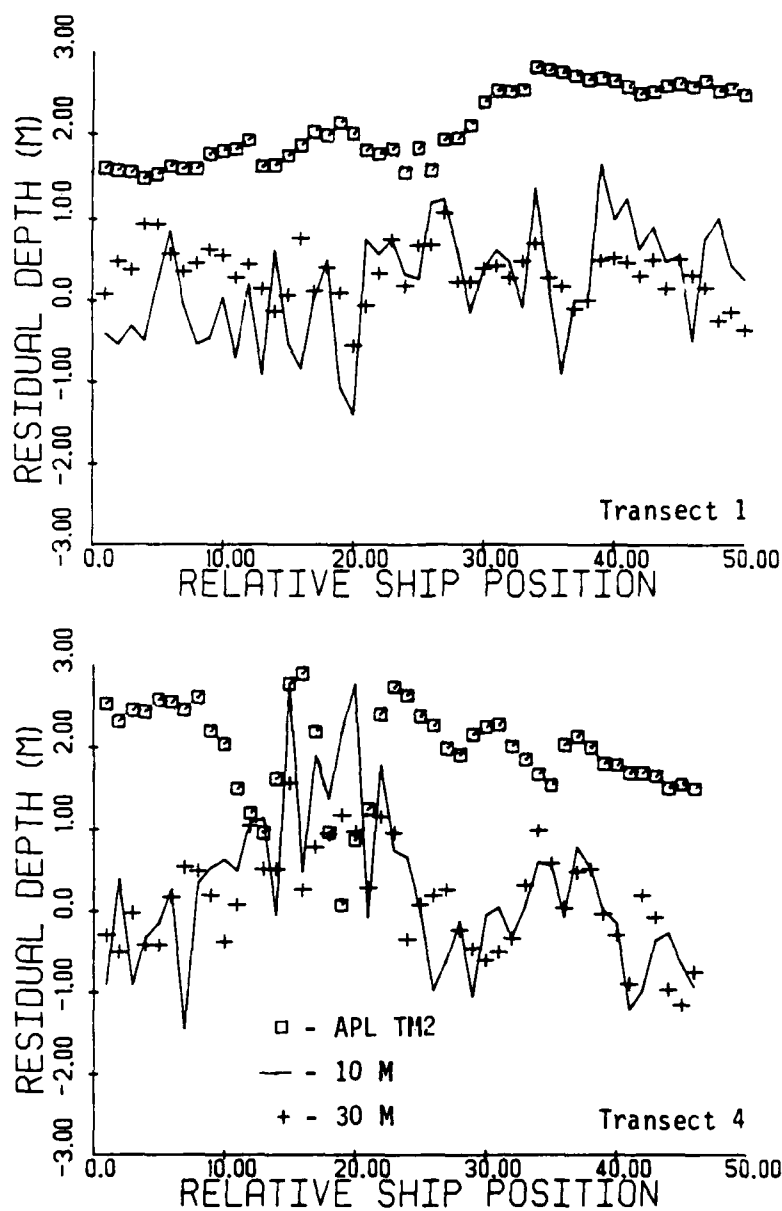 RESIDUAL DEPTH (M)
3.00
2.00
1.00
0.0
-1.00
-2.00
-3.00
Transect 1
0.0 10.00 20.00 30.00 40.00 50.00
RELATIVE SHIP POSITION
RESIDUAL DEPTH (M)
3.00
2.00
1.00
0.0
-1.00
-2.00
-3.00
- APL TM2
- 10 M
+ - 30 M
Transect 4
0.0 10.00 20.00 30.00 40.00 50.00
RELATIVE SHIP POSITION